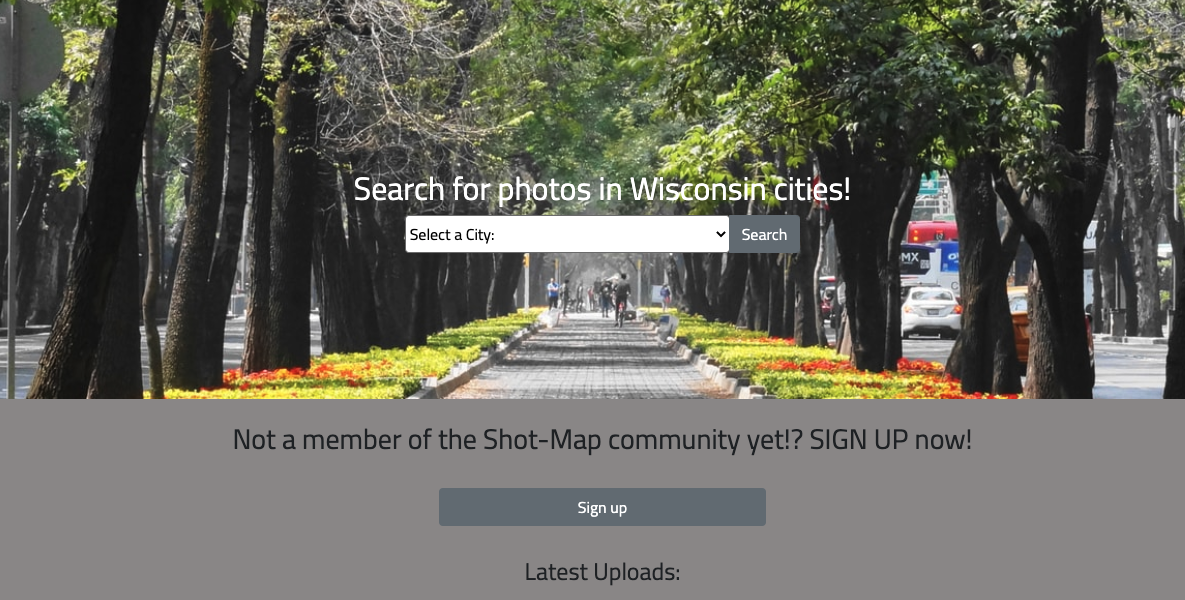 Search for photos in Wisconsin cities!
Select a City:
Search
MX
Not a member of the Shot-Map community yet!? SIGN UP now!
Sign up
Latest Uploads: